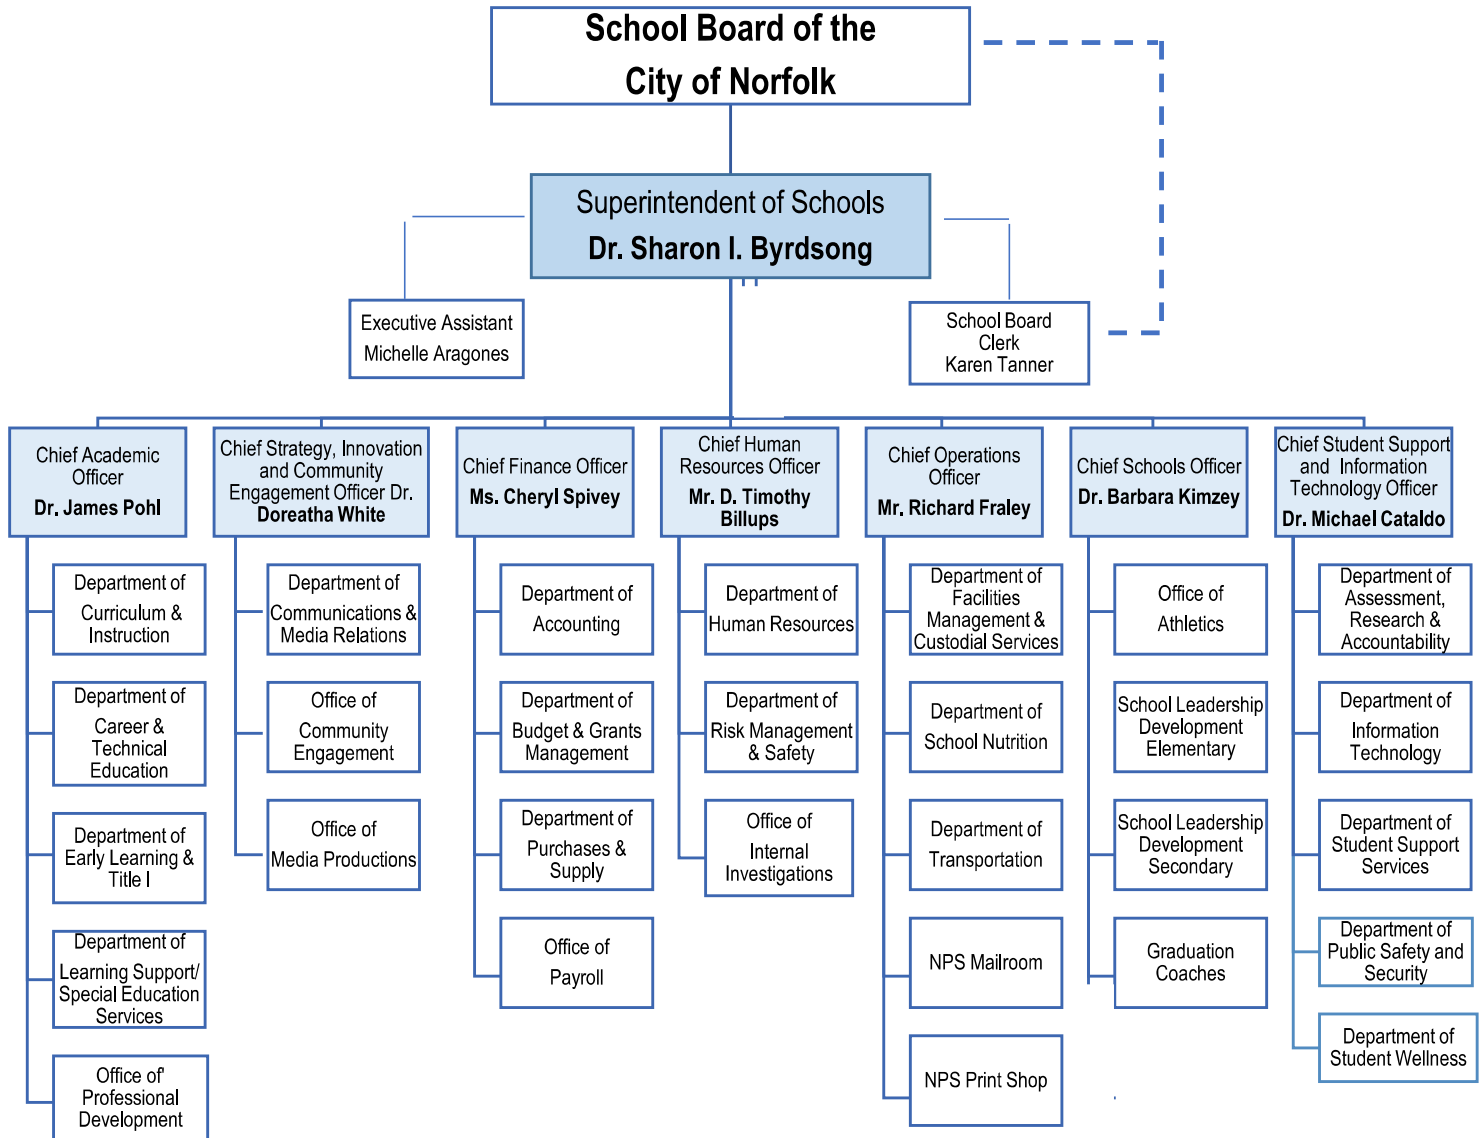 School Board of the
City of Norfolk
Superintendent of Schools
Dr. Sharon I. Byrdsong
Executive Assistant
Michelle Aragones
School Board
Clerk
Karen Tanner
Chief Academic
Officer
Dr. James Pohl
Chief Strategy, Innovation
and Community
Engagement Officer Dr.
Doreatha White
Chief Finance Officer
Ms. Cheryl Spivey
Chief Human
Resources Officer
Mr. D. Timothy
Billups
Chief Operations
Officer
Mr. Richard Fraley
Chief Schools Officer
Dr. Barbara Kimzey
Chief Student Support
and Information
Technology Officer
Dr. Michael Cataldo
Department of
Curriculum &
Instruction
Department of
Career &
Technical
Education
Department of
Early Learning &
Title I
Department of
Learning Support/
Special Education
Services
Office of'
Professional
Development
Department of
Communications &
Media Relations
Office of
Community
Engagement
Office of
Media Productions
Department of
Accounting
Department of
Budget & Grants
Management
Department of
Purchases &
Supply
Office of
Payroll
Department of
Human Resources
Department of
Risk Management
& Safety
Office of
Internal
Investigations
Department of
Facilities
Management &
Custodial Services
Department of
School Nutrition
Department of
Transportation
NPS Mailroom
NPS Print Shop
Office of
Athletics
School Leadership
Development
Elementary
School Leadership
Development
Secondary
Graduation
Coaches
Department of
Assessment,
Research &
Accountability
Department of
Information
Technology
Department of
Student Support
Services
Department of
Public Safety and
Security
Department of
Student Wellness